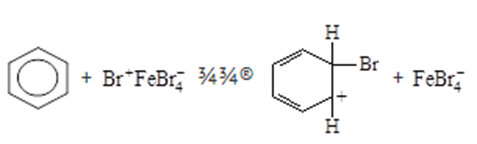 H
+ Br⁺FeBr₄⁻ ¾¾® Br + FeBr₄⁻
+
H